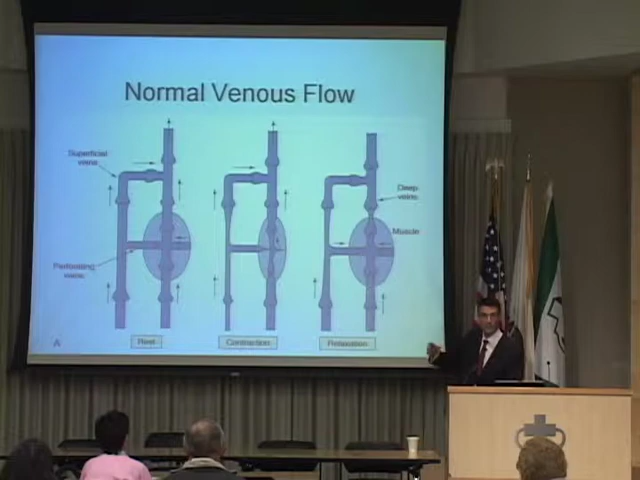 Normal Venous Flow
Superficial
veins
Deep
veins
Muscle
Perforating
veins
A
Rest
Contraction
Relaxation